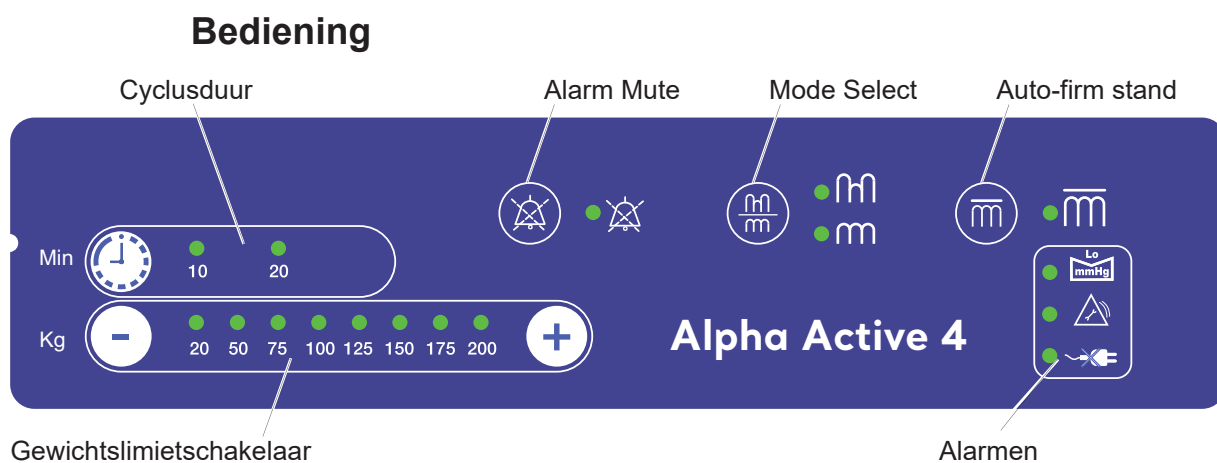 Bediening
Cyclusduur
Alarm Mute
Mode Select
Auto-firm stand
Min
10 20
Lo
mmHg
Kg
-
20 50 75 100 125 150 175 200
+
Alpha Active 4
Gewichtslimietschakelaar
Alarmen